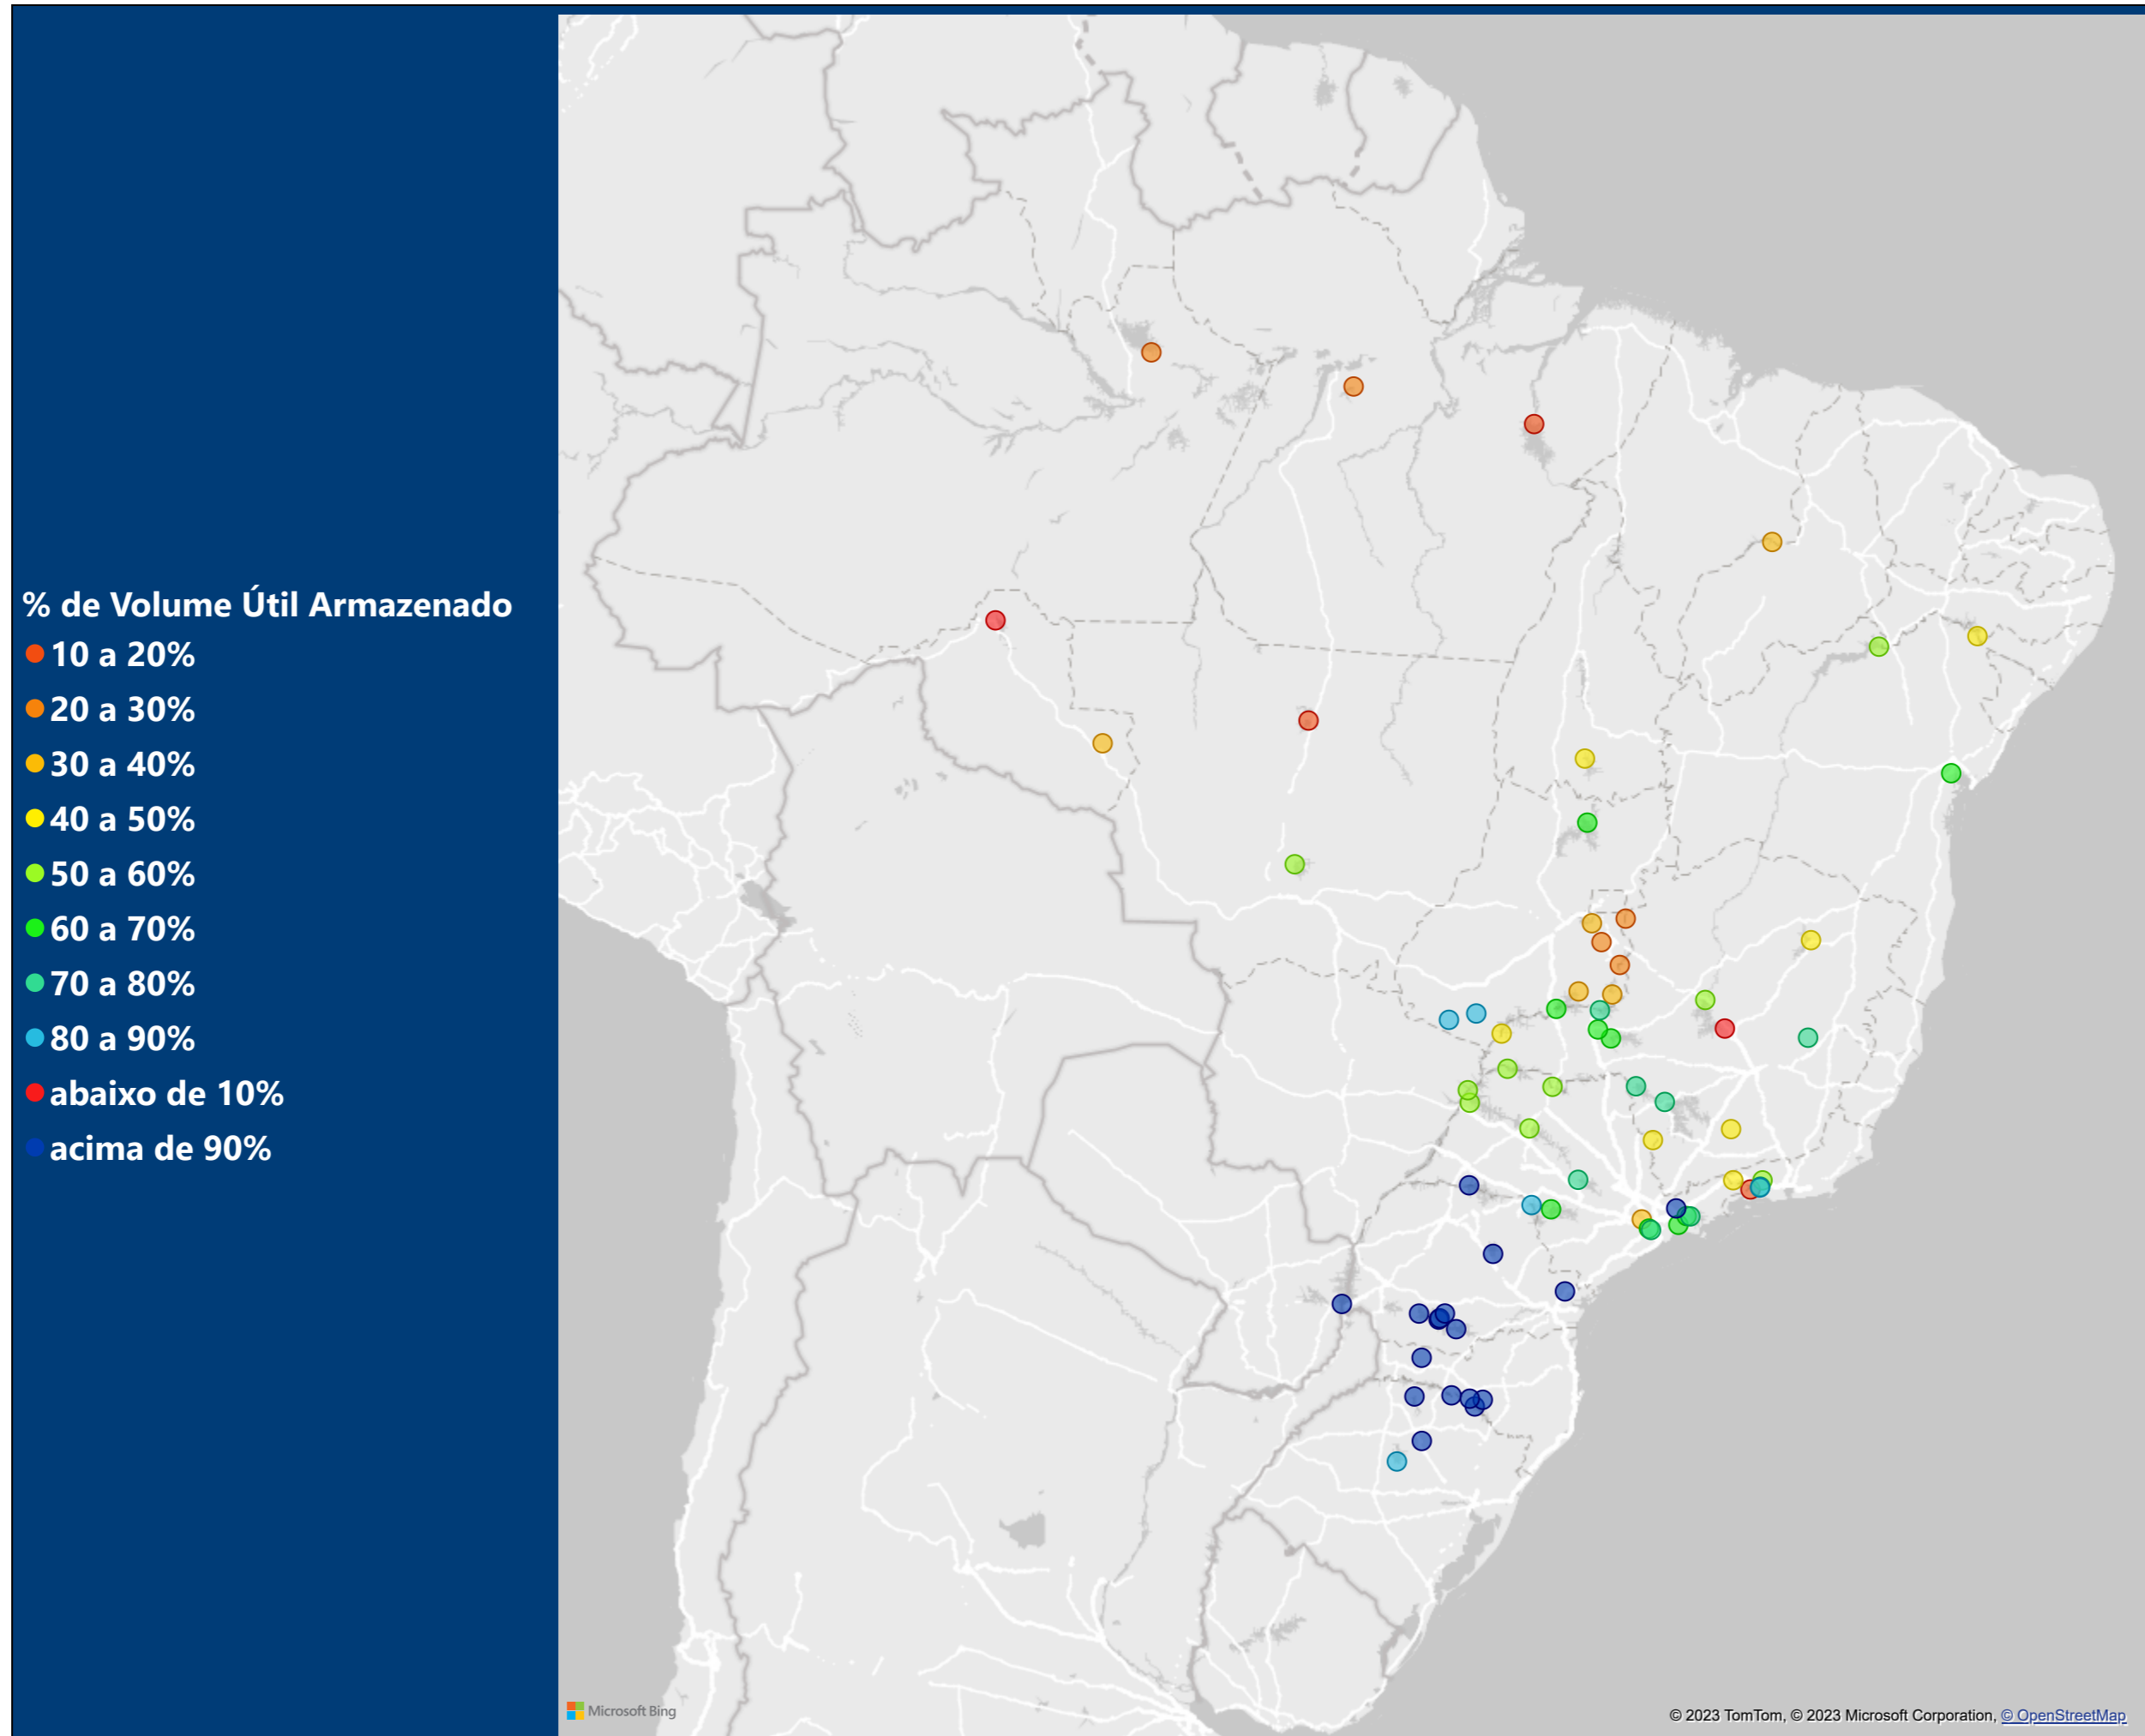 % de Volume Útil Armazenado
10 a 20%
20 a 30%
30 a 40%
40 a 50%
50 a 60%
60 a 70%
70 a 80%
80 a 90%
abaixo de 10%
acima de 90%
Microsoft Bing
© 2023 TomTom, © 2023 Microsoft Corporation, © OpenStreetMap